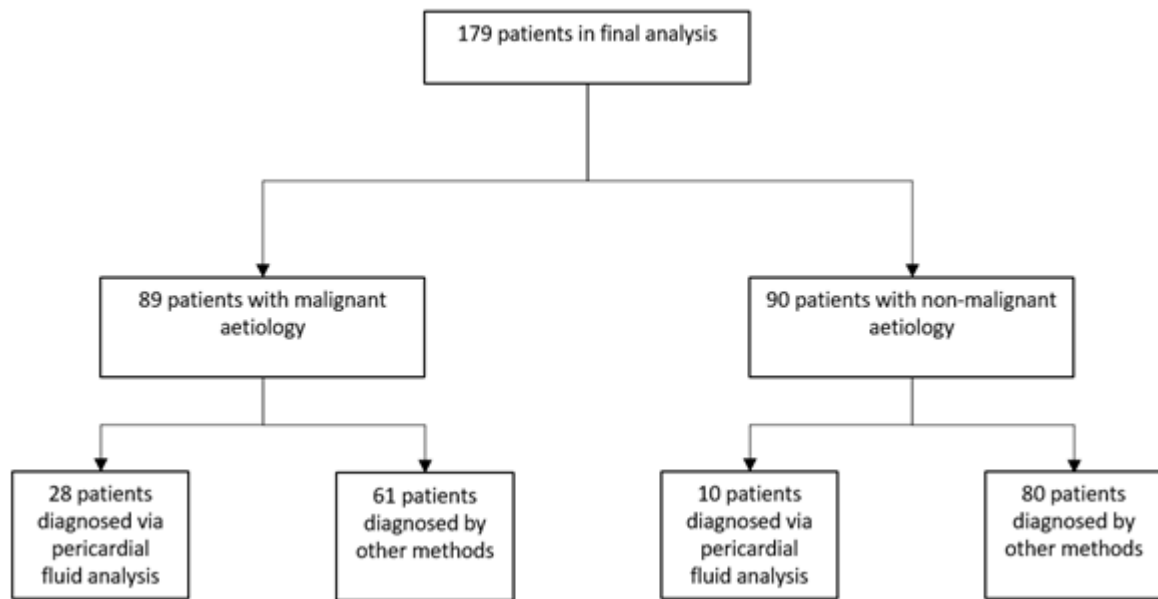 179 patients in final analysis
89 patients with malignant
aetiology
90 patients with non-malignant
aetiology
28 patients
diagnosed via
pericardial
fluid analysis
61 patients
diagnosed by
other methods
10 patients
diagnosed via
pericardial
fluid analysis
80 patients
diagnosed by
other methods